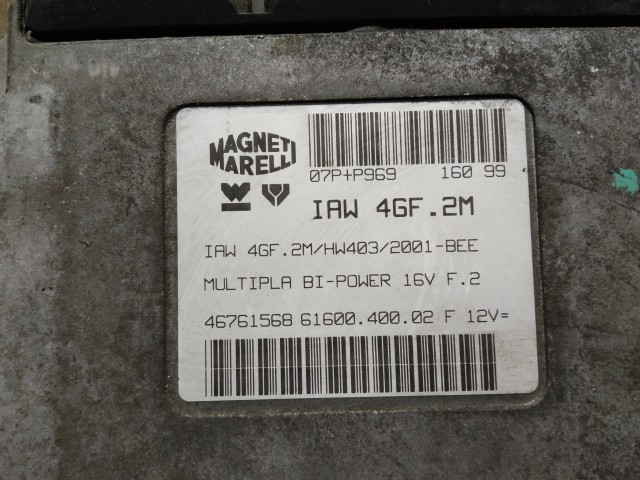 MAGNETI
MARELLI
07P+P969 160 99
IAW 4GF.2M
IAW 4GF.2M/HW403/2001-BEE
MULTIPLA BI-POWER 16V F.2
46761568 61600.400.02 F 12V=